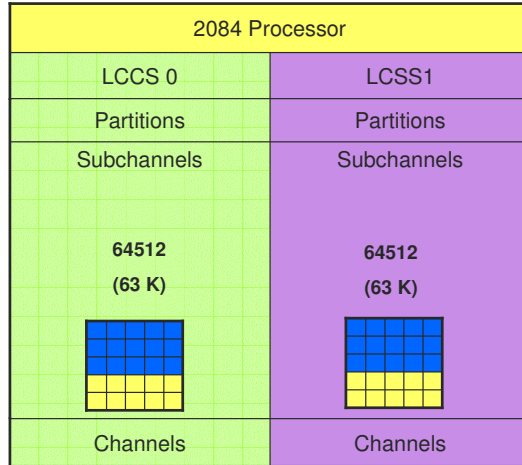 2084 Processor
LCCS 0
LCSS1
Partitions
Partitions
Subchannels
Subchannels
64512
(63 K)
64512
(63 K)
Channels
Channels